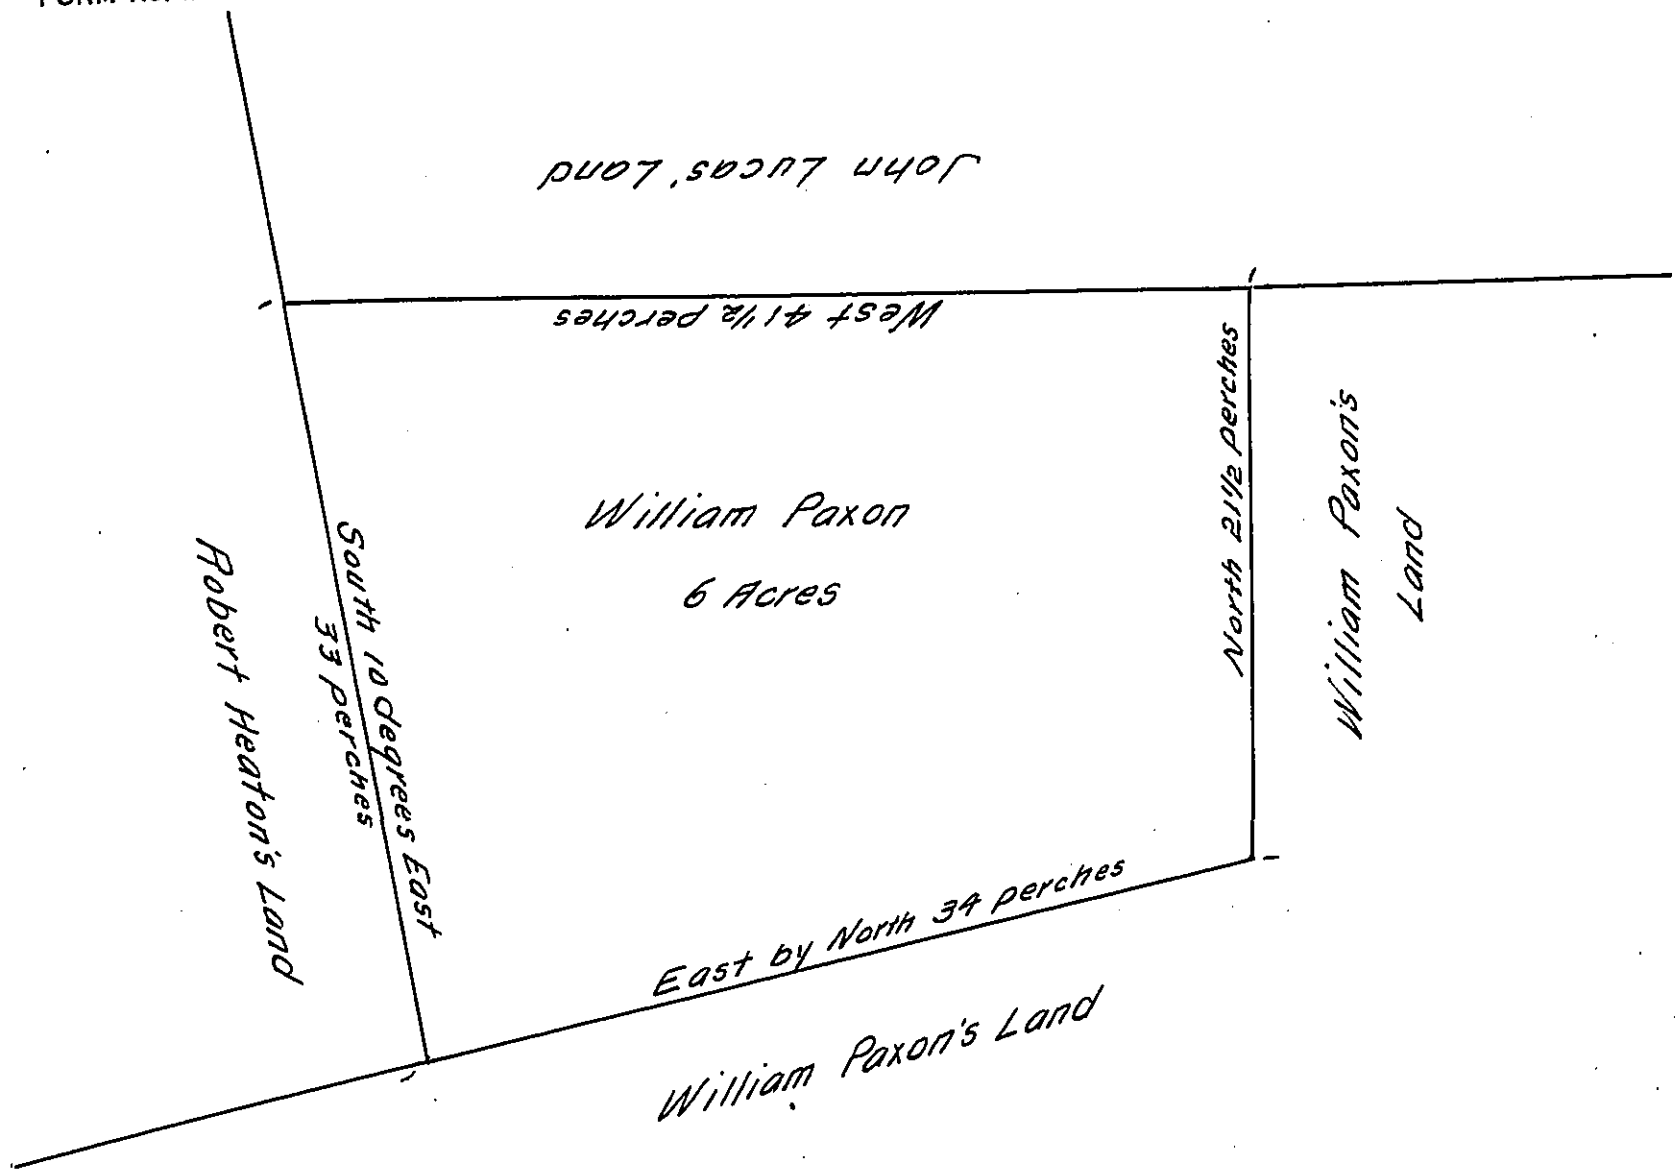 John Lucas' Land
West 41½ perches
North 21½ perches
William Paxon's
Land
William Paxon
6 Acres
South 10 degrees East
33 perches
Robert Heaton's Land
East by North 34 perches
William Paxon's Land